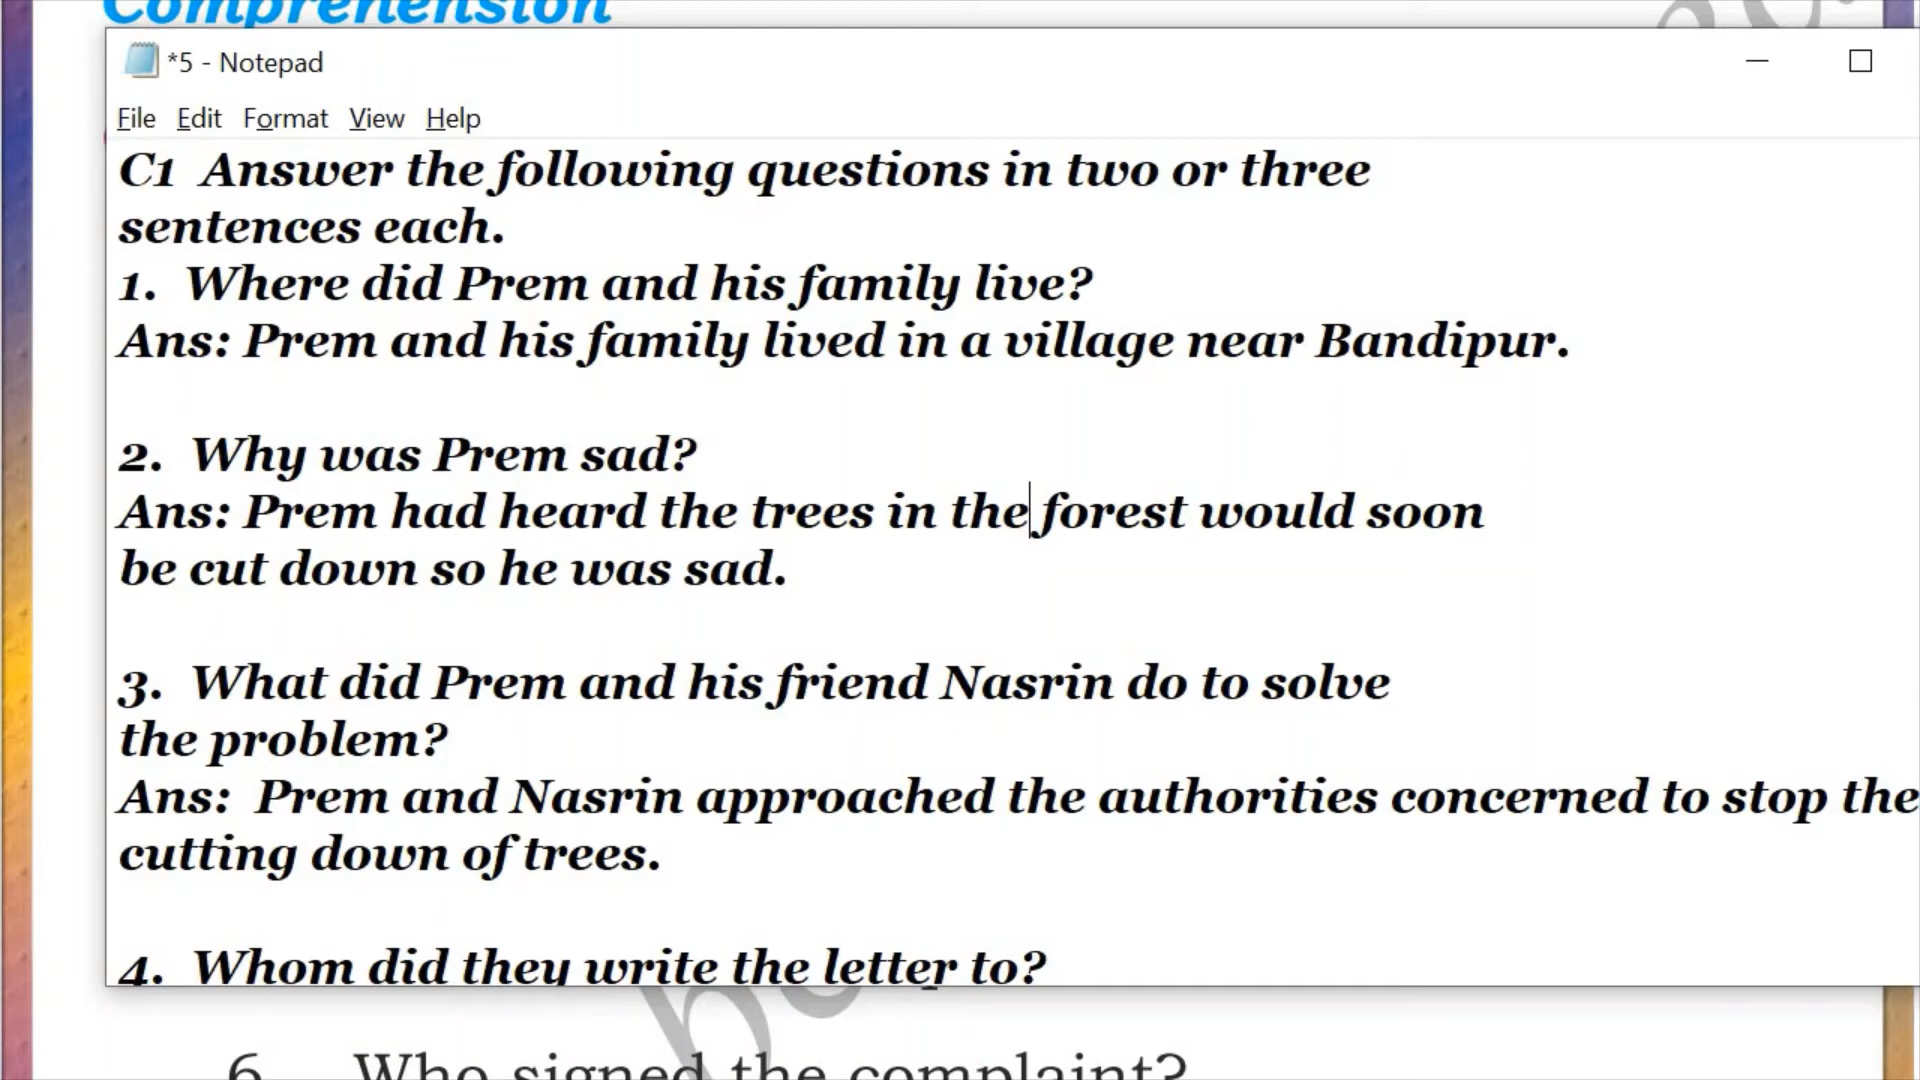 Comprehension
*5 - Notepad
File Edit Format View Help
C1 Answer the following questions in two or three
sentences each.
1. Where did Prem and his family live?
Ans: Prem and his family lived in a village near Bandipur.
2. Why was Prem sad?
Ans: Prem had heard the trees in the forest would soon
be cut down so he was sad.
3. What did Prem and his friend Nasrin do to solve
the problem?
Ans: Prem and Nasrin approached the authorities concerned to stop the
cutting down of trees.
4. Whom did they write the letter to?
6 Who signed the complaint?